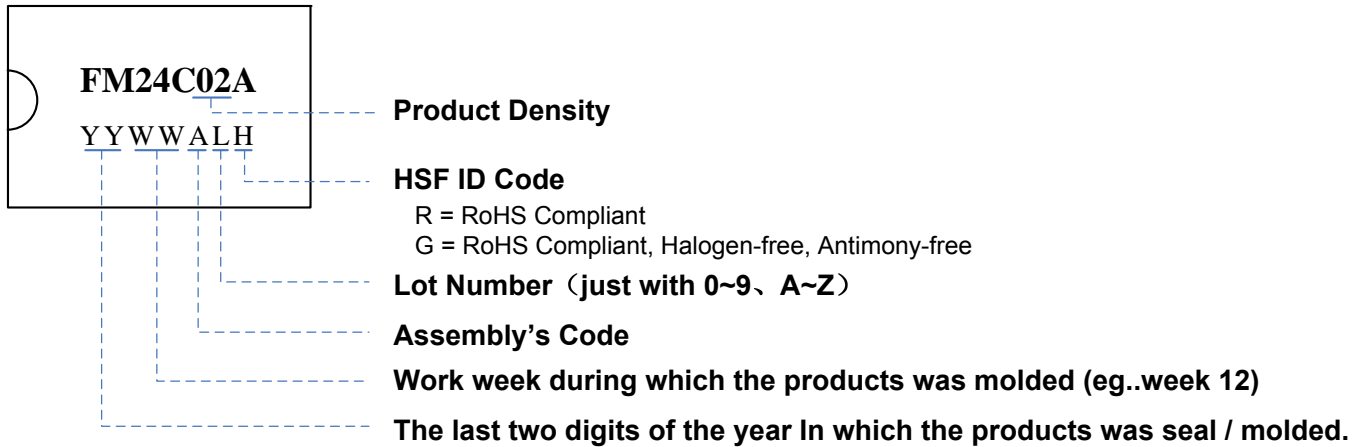 FM24C02A
YYWWALH
Product Density
HSF ID Code
R = RoHS Compliant
G = RoHS Compliant, Halogen-free, Antimony-free
Lot Number（just with 0~9、A~Z）
Assembly’s Code
Work week during which the products was molded (eg..week 12)
The last two digits of the year In which the products was seal / molded.